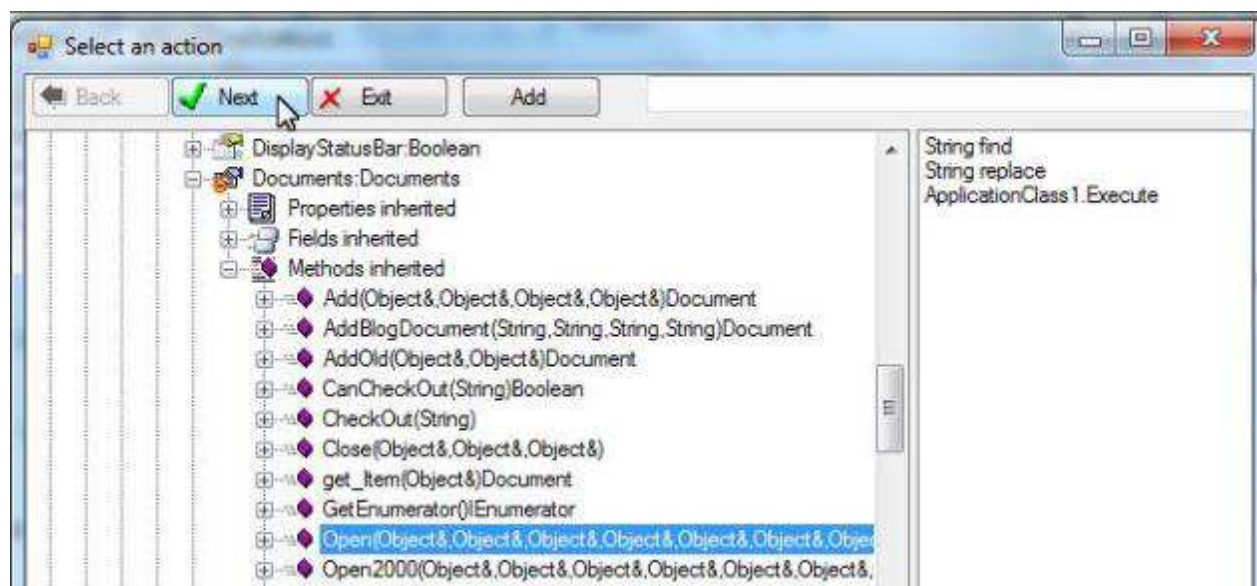 Select an action
Back Next Exit Add
DisplayStatusBar:Boolean
Documents:Documents
Properties inherited
Fields inherited
Methods inherited
Add(Object&,Object&,Object&,Object&)Document
AddBlogDocument(String,String,String,String)Document
AddOld(Object&,Object&)Document
CanCheckOut(String)Boolean
CheckOut(String)
Close(Object&,Object&,Object&)
get_Item(Object&)Document
GetEnumerator()IEnumerator
Open(Object&,Object&,Object&,Object&,Object&,Object&,Objec
Open2000(Object&,Object&,Object&,Object&,Object&,Object&,
String find
String replace
ApplicationClass1.Execute